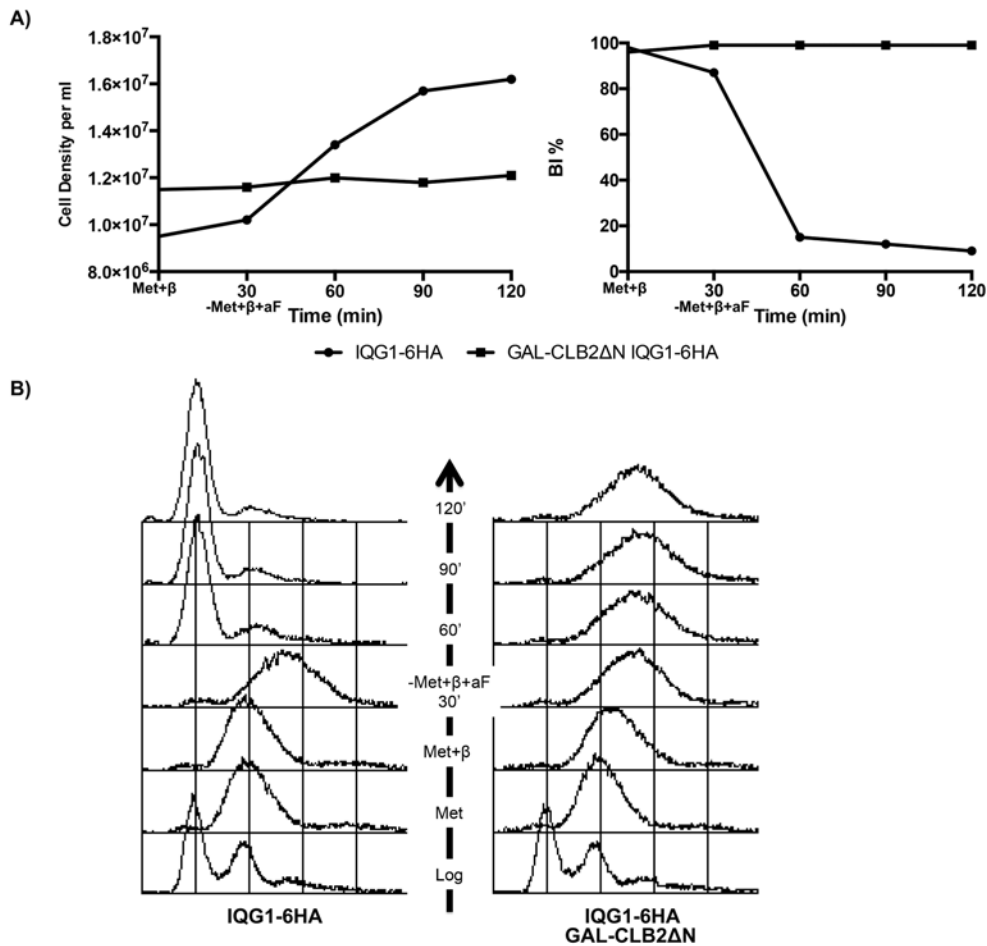 A)
1.8×10⁷
1.6×10⁷
1.4×10⁷
1.2×10⁷
1.0×10⁷
8.0×10⁶
Cell Density per ml
Met+β
30
60
90
120
-Met+β+aF
Time (min)
100
80
60
40
20
0
BI %
Met+β
30
60
90
120
-Met+β+aF
Time (min)
IQG1-6HA
GAL-CLB2ΔN IQG1-6HA
B)
120'
90'
60'
-Met+β+aF
30'
Met+β
Met
Log
IQG1-6HA
IQG1-6HA
GAL-CLB2ΔN